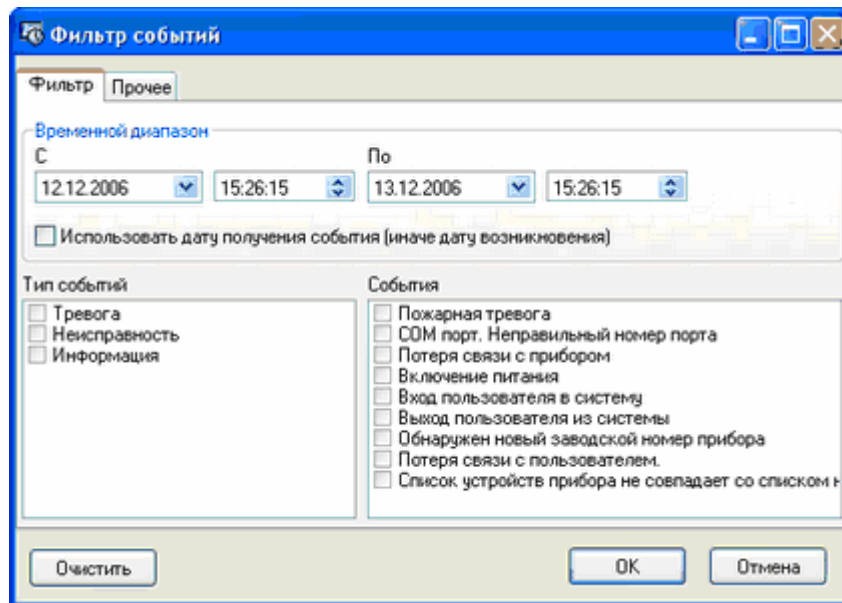 Фильтр событий
Фильтр Прочее
Временной диапазон
С По
12.12.2006 15:26:15 13.12.2006 15:26:15
Использовать дату получения события (иначе дату возникновения)
Тип событий События
Тревога
Неисправность
Информация
Пожарная тревога
COM порт. Неправильный номер порта
Потеря связи с прибором
Включение питания
Вход пользователя в систему
Выход пользователя из системы
Обнаружен новый заводской номер прибора
Потеря связи с пользователем.
Список устройств прибора не совпадает со списком н
Очистить OK Отмена